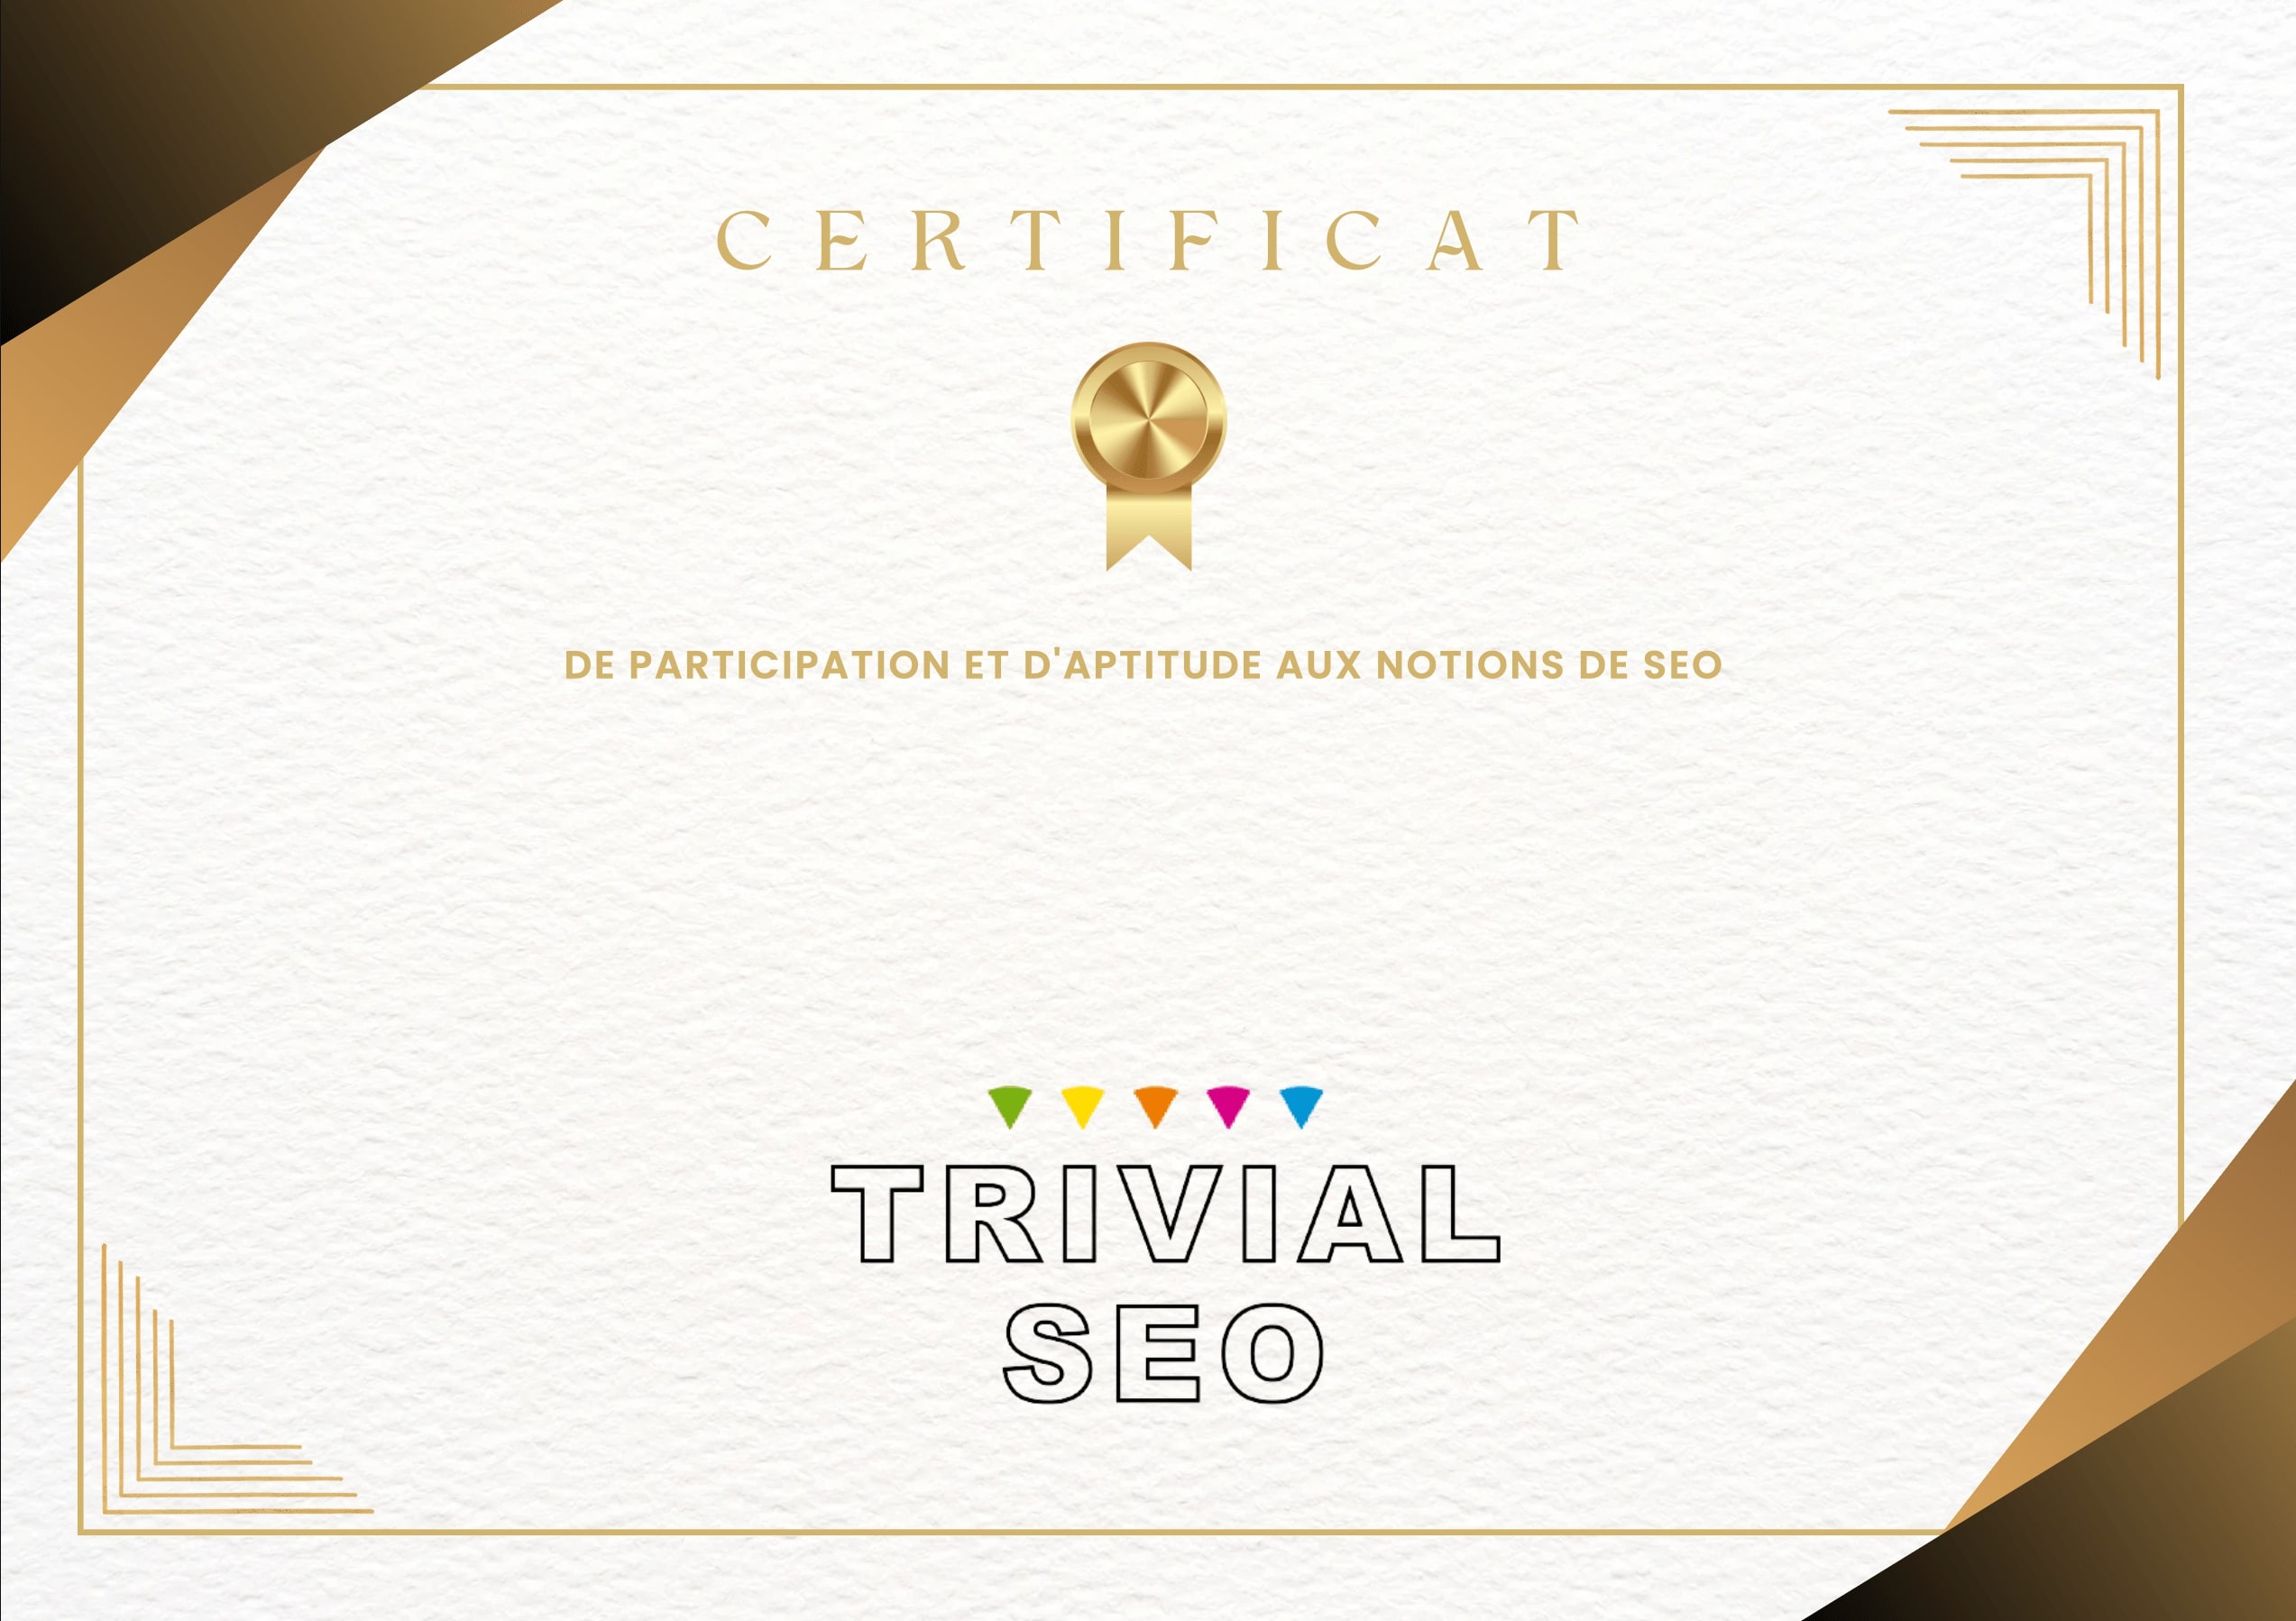 CERTIFICAT
DE PARTICIPATION ET D'APTITUDE AUX NOTIONS DE SEO
TRIVIAL
SEO